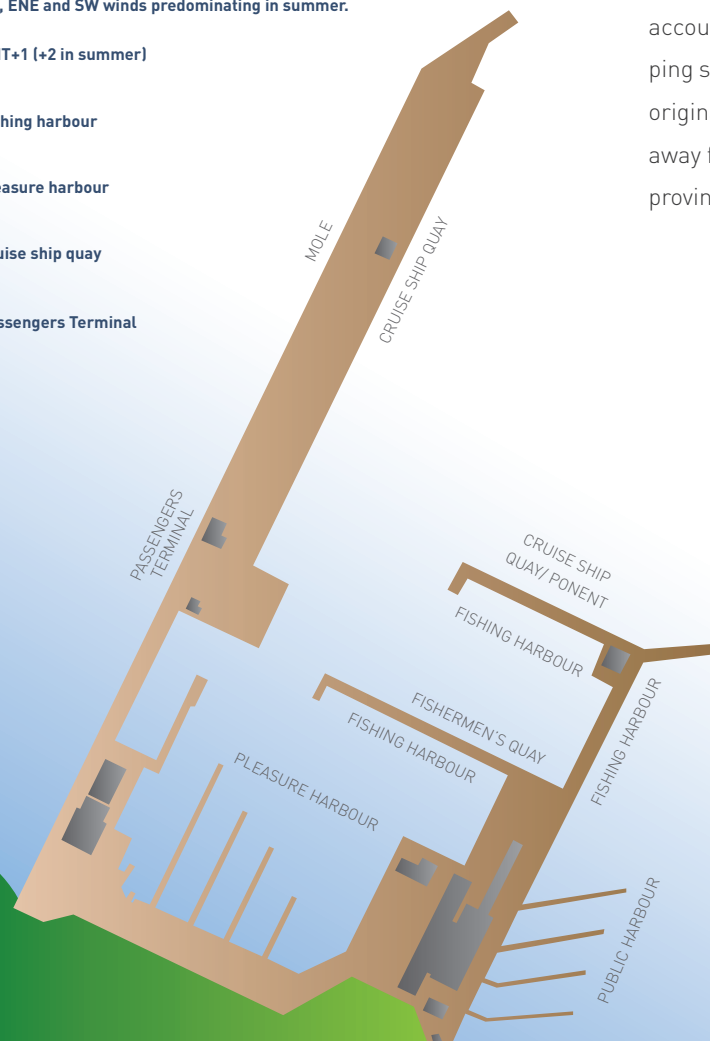 , ENE and SW winds predominating in summer.
MT+1 (+2 in summer)
hing harbour
easure harbour
uise ship quay
ssengers Terminal
accou
ping s
origin
away f
provin
MOLE
CRUISE SHIP QUAY
PASSENGERS
TERMINAL
CRUISE SHIP
QUAY/ PONENT
FISHING HARBOUR
FISHERMEN'S QUAY
FISHING HARBOUR
FISHING HARBOUR
PLEASURE HARBOUR
PUBLIC HARBOUR